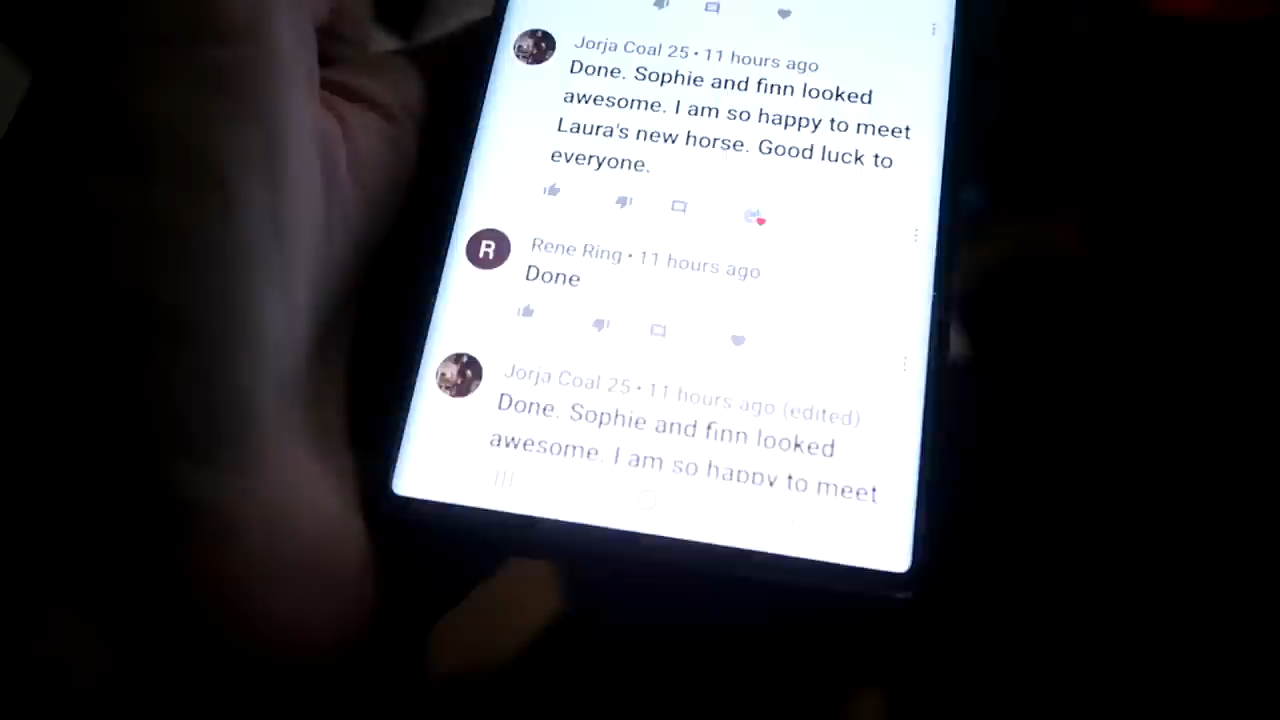 Jorja Coal 25 • 11 hours ago
Done. Sophie and finn looked
awesome. I am so happy to meet
Laura's new horse. Good luck to
everyone.
R
Rene Ring • 11 hours ago
Done
Jorja Coal 25 • 11 hours ago (edited)
Done. Sophie and finn looked
awesome. I am so happy to meet